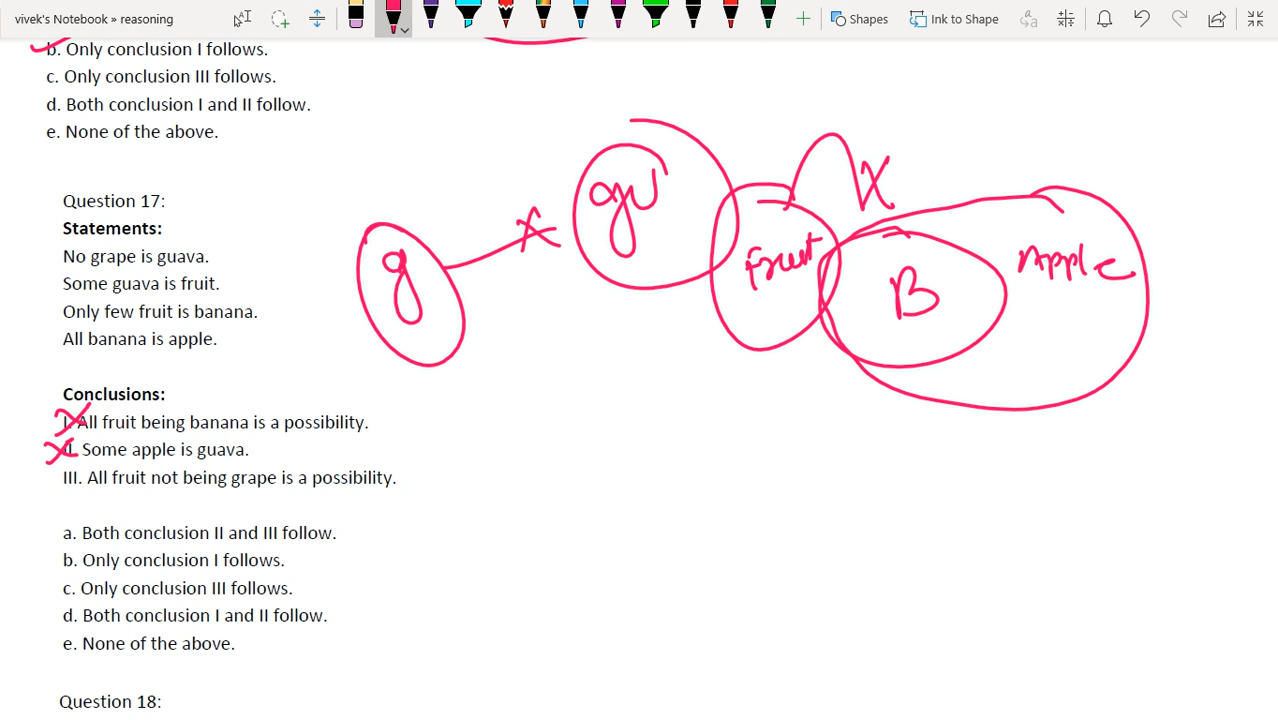 vivek's Notebook » reasoning
Shapes
Ink to Shape
b. Only conclusion I follows.
c. Only conclusion III follows.
d. Both conclusion I and II follow.
e. None of the above.
Question 17:
Statements:
No grape is guava.
Some guava is fruit.
Only few fruit is banana.
All banana is apple.
g
gu
fruit
B
Apple
Conclusions:
I. All fruit being banana is a possibility.
II. Some apple is guava.
III. All fruit not being grape is a possibility.
a. Both conclusion II and III follow.
b. Only conclusion I follows.
c. Only conclusion III follows.
d. Both conclusion I and II follow.
e. None of the above.
Question 18: